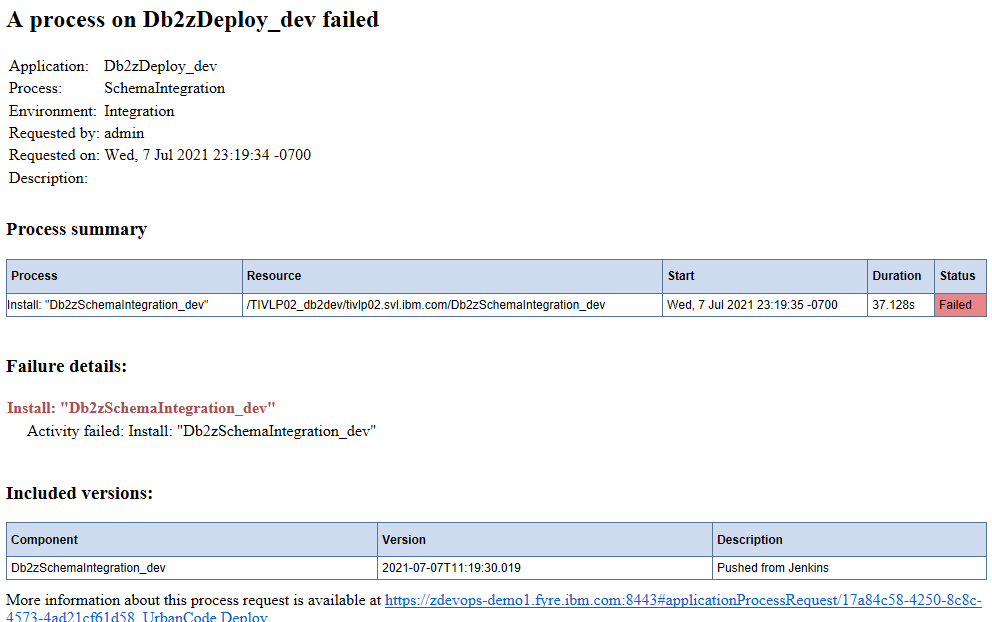 A process on Db2zDeploy_dev failed
Application: Db2zDeploy_dev
Process: SchemaIntegration
Environment: Integration
Requested by: admin
Requested on: Wed, 7 Jul 2021 23:19:34 -0700
Description:
Process summary
Process Resource Start Duration Status
Install: "Db2zSchemaIntegration_dev" /TIVLP02_db2dev/tivlp02.svl.ibm.com/Db2zSchemaIntegration_dev Wed, 7 Jul 2021 23:19:35 -0700 37.128s Failed
Failure details:
Install: "Db2zSchemaIntegration_dev"
Activity failed: Install: "Db2zSchemaIntegration_dev"
Included versions:
Component Version Description
Db2zSchemaIntegration_dev 2021-07-07T11:19:30.019 Pushed from Jenkins
More information about this process request is available at https://zdevops-demo1.fyre.ibm.com:8443#applicationProcessRequest/17a84c58-4250-8c8c-
4573-4ad21cf61d58. UrbanCode Deploy